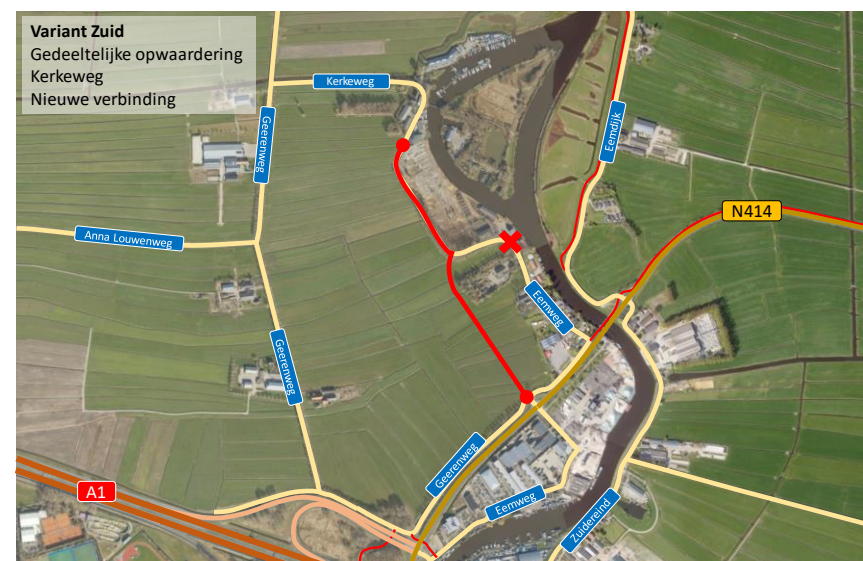 Variant Zuid
Gedeeltelijke opwaardering
Kerkeweg
Nieuwe verbinding
Kerkeweg
Geerenweg
Eemdijk
N414
Anna Louwenweg
Eemweg
Geerenweg
Geerenweg
A1
Eemweg
Zuidereind